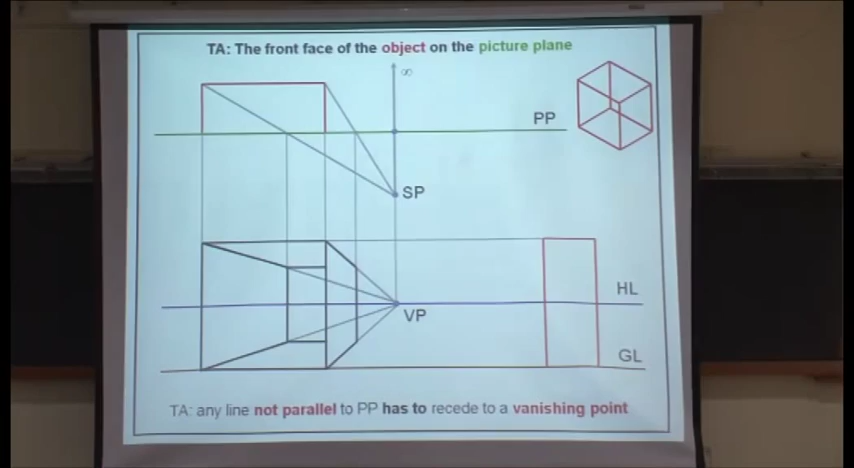 TA: The front face of the object on the picture plane
∞
PP
SP
HL
VP
GL
TA: any line not parallel to PP has to recede to a vanishing point